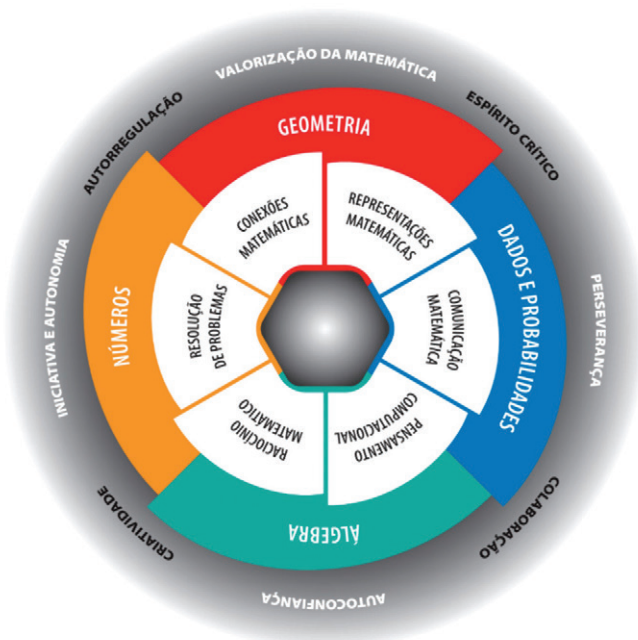 VALORIZAÇÃO DA MATEMÁTICA
ESPÍRITO CRÍTICO
PERSEVERANÇA
COLABORAÇÃO
AUTOCONFIANÇA
CRIATIVIDADE
INICIATIVA E AUTONOMIA
AUTORREGULAÇÃO
GEOMETRIA
DADOS E PROBABILIDADES
ÁLGEBRA
NÚMEROS
CONEXÕES
MATEMÁTICAS
REPRESENTAÇÕES
MATEMÁTICAS
COMUNICAÇÃO
MATEMÁTICA
PENSAMENTO
COMPUTACIONAL
RACIOCÍNIO
MATEMÁTICO
RESOLUÇÃO
DE PROBLEMAS